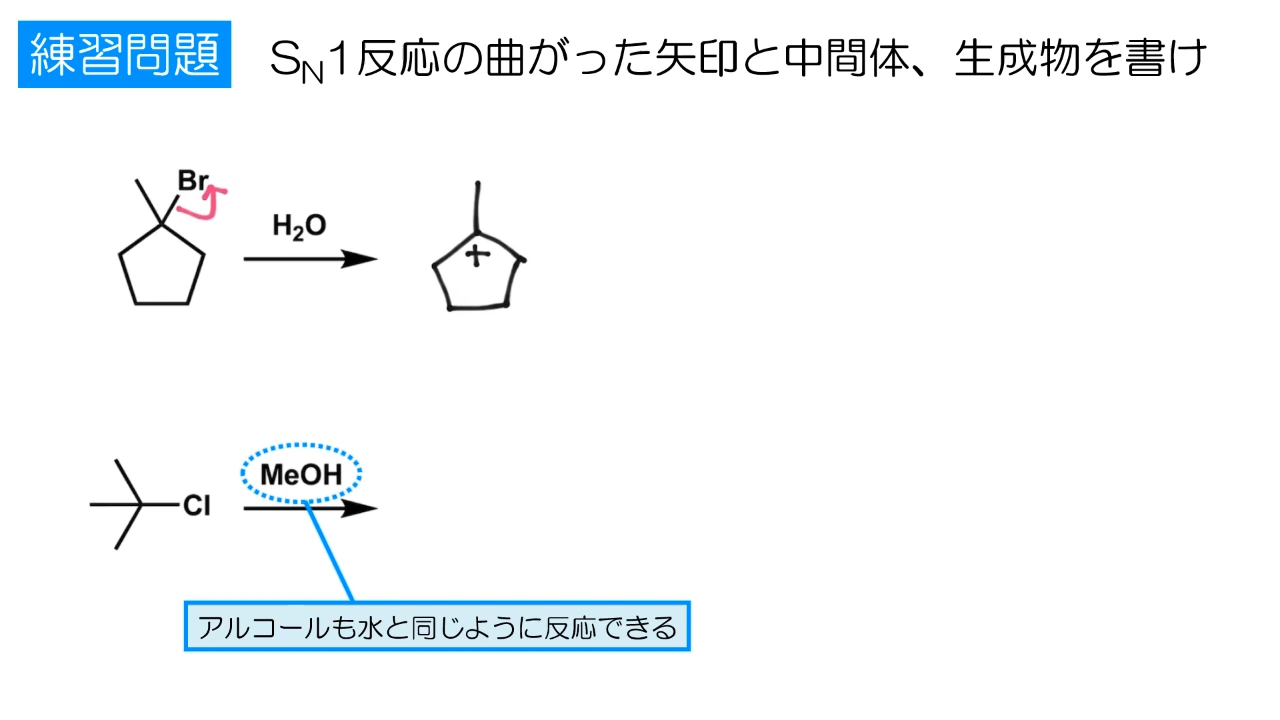 練習問題 S_N1反応の曲がった矢印と中間体、生成物を書け
Br
H₂O
+
MeOH
Cl
アルコールも水と同じように反応できる